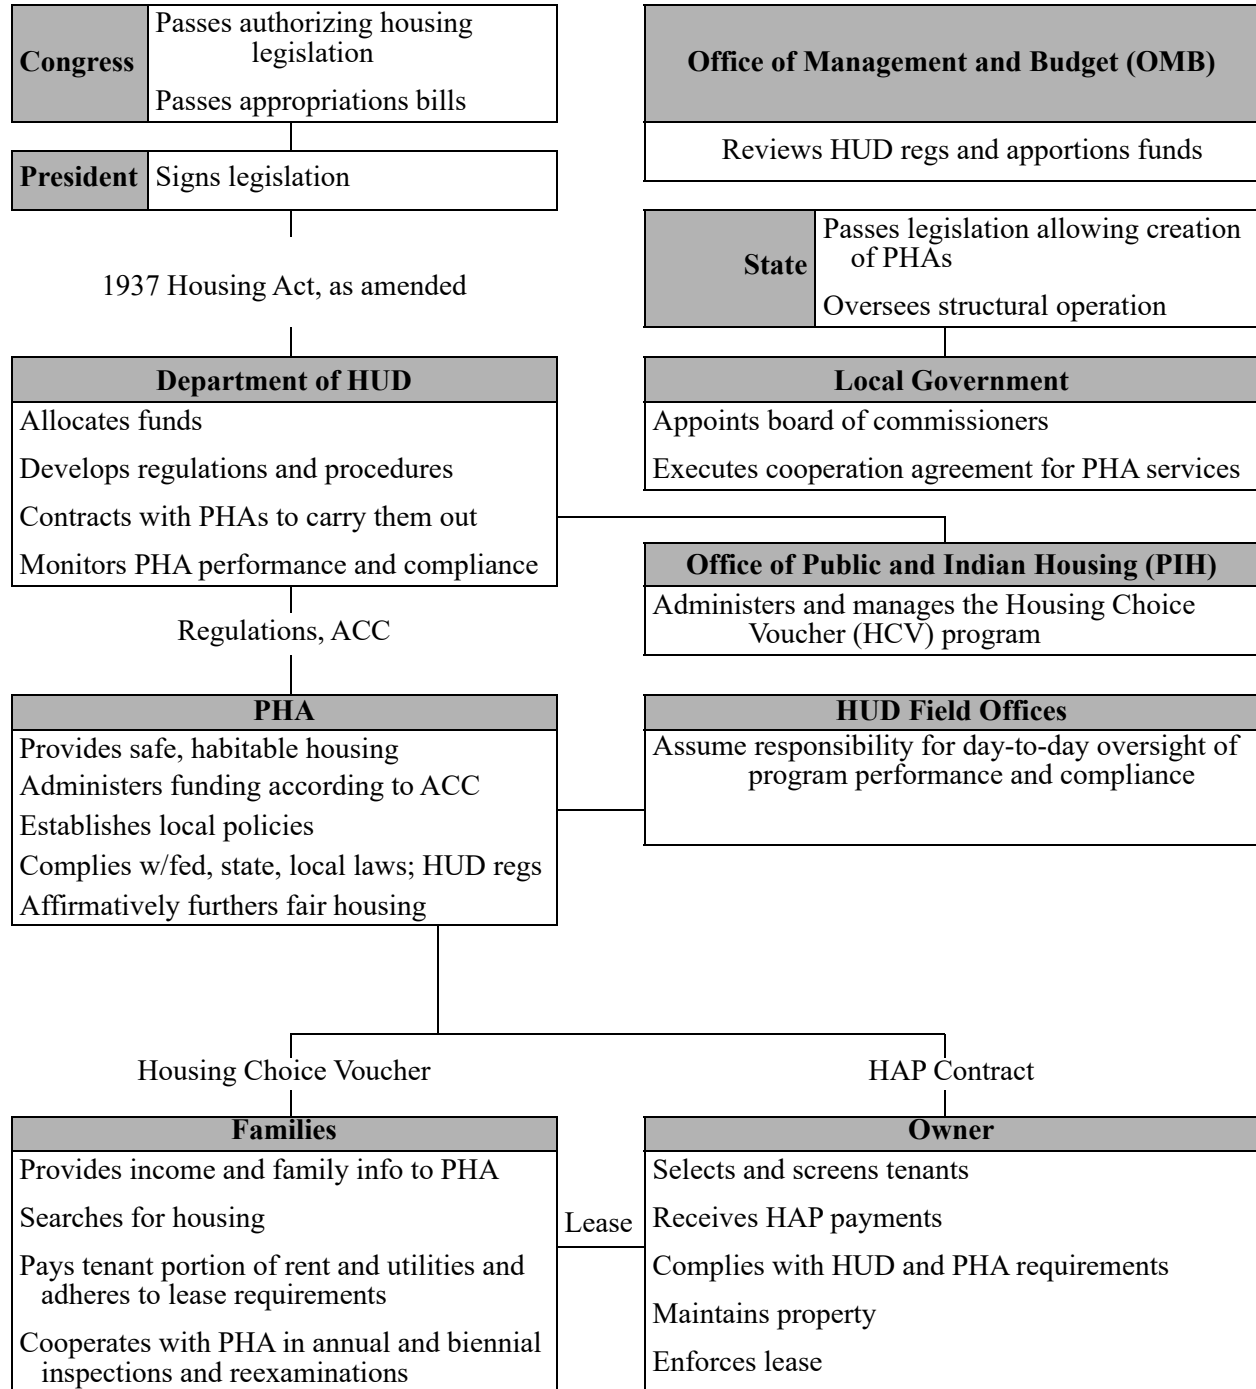 Congress
Passes authorizing housing
legislation
Passes appropriations bills
President
Signs legislation
1937 Housing Act, as amended
Office of Management and Budget (OMB)
Reviews HUD regs and apportions funds
State
Passes legislation allowing creation
of PHAs
Oversees structural operation
Department of HUD
Allocates funds
Develops regulations and procedures
Contracts with PHAs to carry them out
Monitors PHA performance and compliance
Local Government
Appoints board of commissioners
Executes cooperation agreement for PHA services
Office of Public and Indian Housing (PIH)
Administers and manages the Housing Choice
Voucher (HCV) program
Regulations, ACC
PHA
Provides safe, habitable housing
Administers funding according to ACC
Establishes local policies
Complies w/fed, state, local laws; HUD regs
Affirmatively furthers fair housing
HUD Field Offices
Assume responsibility for day-to-day oversight of
program performance and compliance
Housing Choice Voucher
HAP Contract
Families
Provides income and family info to PHA
Searches for housing
Pays tenant portion of rent and utilities and
adheres to lease requirements
Cooperates with PHA in annual and biennial
inspections and reexaminations
Lease
Owner
Selects and screens tenants
Receives HAP payments
Complies with HUD and PHA requirements
Maintains property
Enforces lease